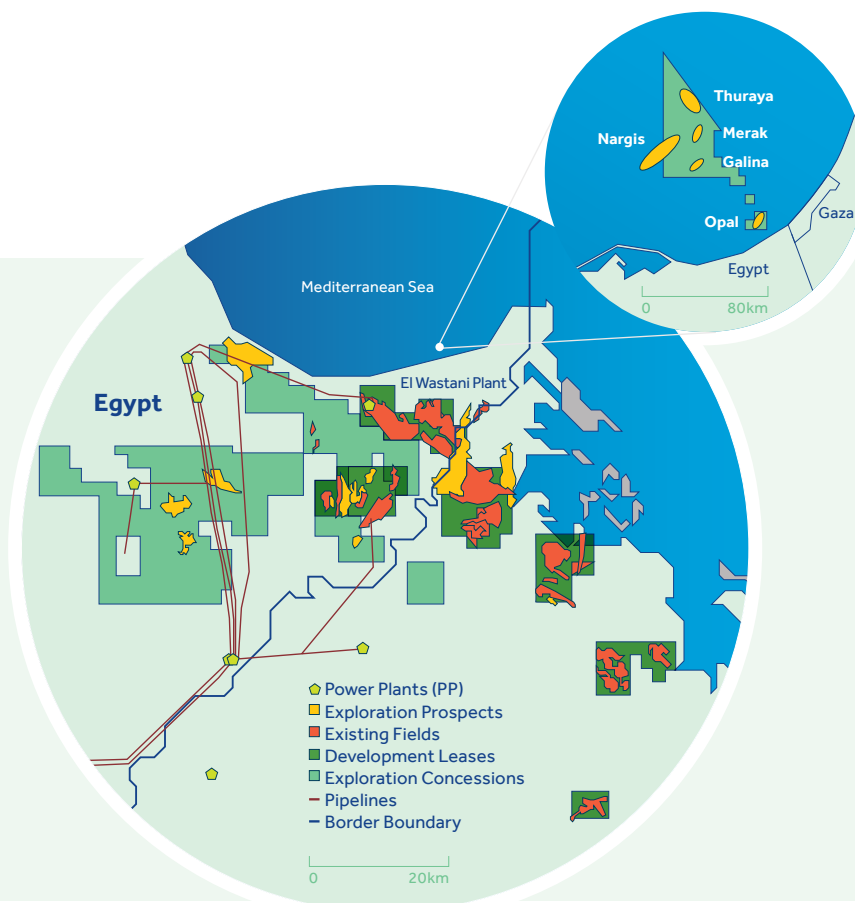 Thuraya
Nargis
Merak
Galina
Opal
Gaza
Egypt
0 80km
Mediterranean Sea
El Wastani Plant
Egypt
Power Plants (PP)
Exploration Prospects
Existing Fields
Development Leases
Exploration Concessions
Pipelines
Border Boundary
0 20km